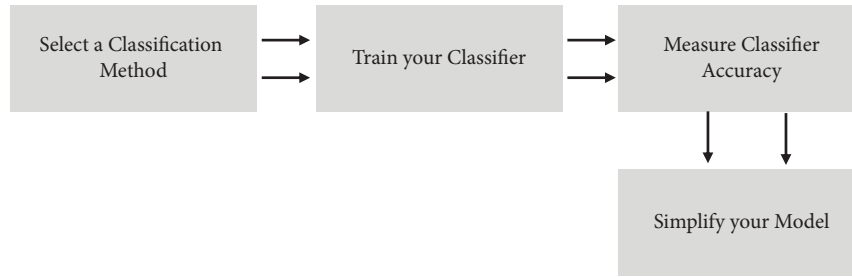 Select a Classification
Method
Train your Classifier
Measure Classifier
Accuracy
Simplify your Model